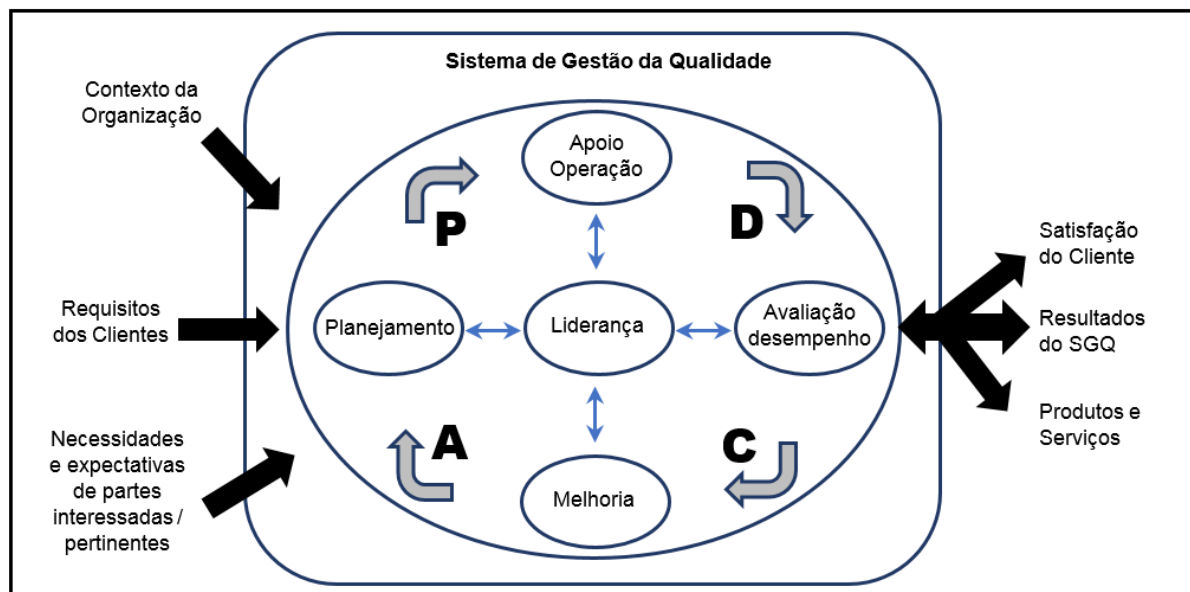 Sistema de Gestão da Qualidade
Contexto da
Organização
Requisitos
dos Clientes
Necessidades
e expectativas
de partes
interessadas /
pertinentes
Apoio
Operação
P
D
Planejamento
Liderança
Avaliação
desempenho
A
C
Melhoria
Satisfação
do Cliente
Resultados
do SGQ
Produtos e
Serviços